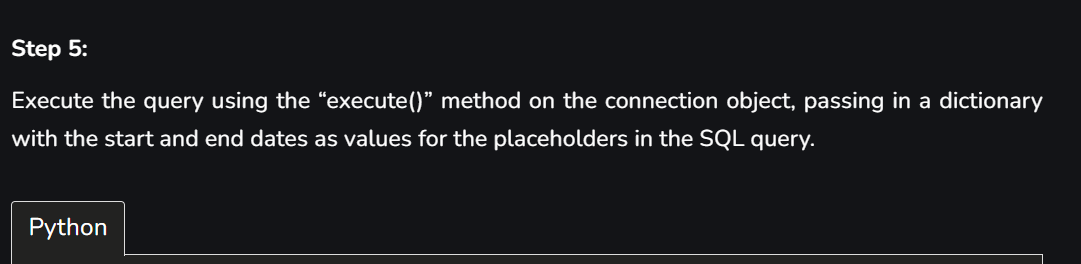 Step 5:
Execute the query using the “execute()” method on the connection object, passing in a dictionary
with the start and end dates as values for the placeholders in the SQL query.
Python